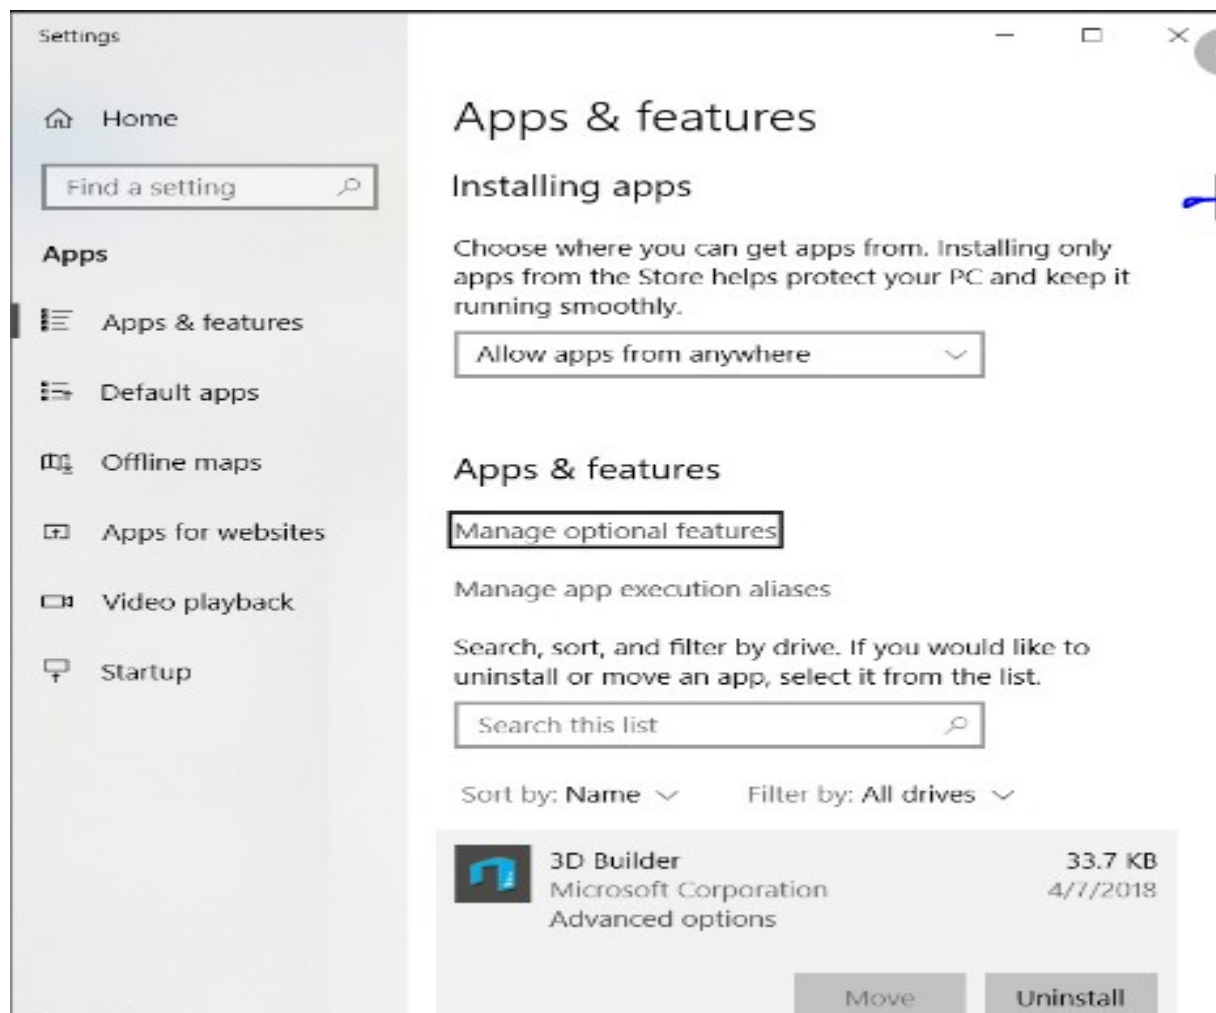 Settings
Home
Find a setting
Apps
Apps & features
Default apps
Offline maps
Apps for websites
Video playback
Startup
Apps & features
Installing apps
Choose where you can get apps from. Installing only
apps from the Store helps protect your PC and keep it
running smoothly.
Allow apps from anywhere
Apps & features
Manage optional features
Manage app execution aliases
Search, sort, and filter by drive. If you would like to
uninstall or move an app, select it from the list.
Search this list
Sort by: Name Filter by: All drives
3D Builder 33.7 KB
Microsoft Corporation 4/7/2018
Advanced options
Move Uninstall